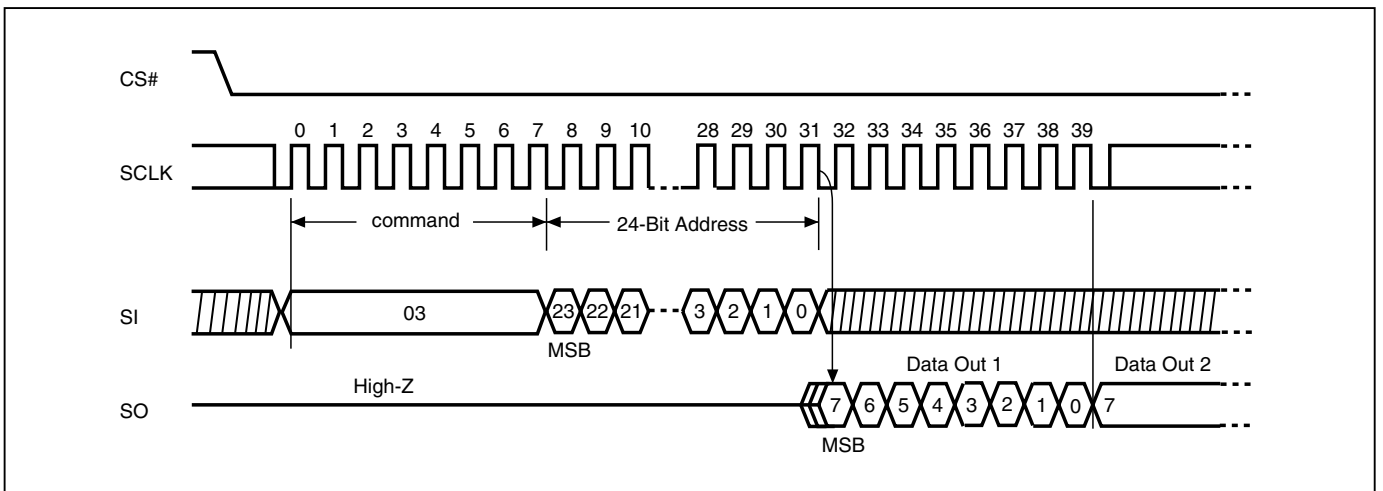 CS#
0 1 2 3 4 5 6 7 8 9 10 28 29 30 31 32 33 34 35 36 37 38 39
SCLK
command
24-Bit Address
SI
03 23 22 21 3 2 1 0
MSB
Data Out 1 Data Out 2
High-Z
SO
7 6 5 4 3 2 1 0 7
MSB